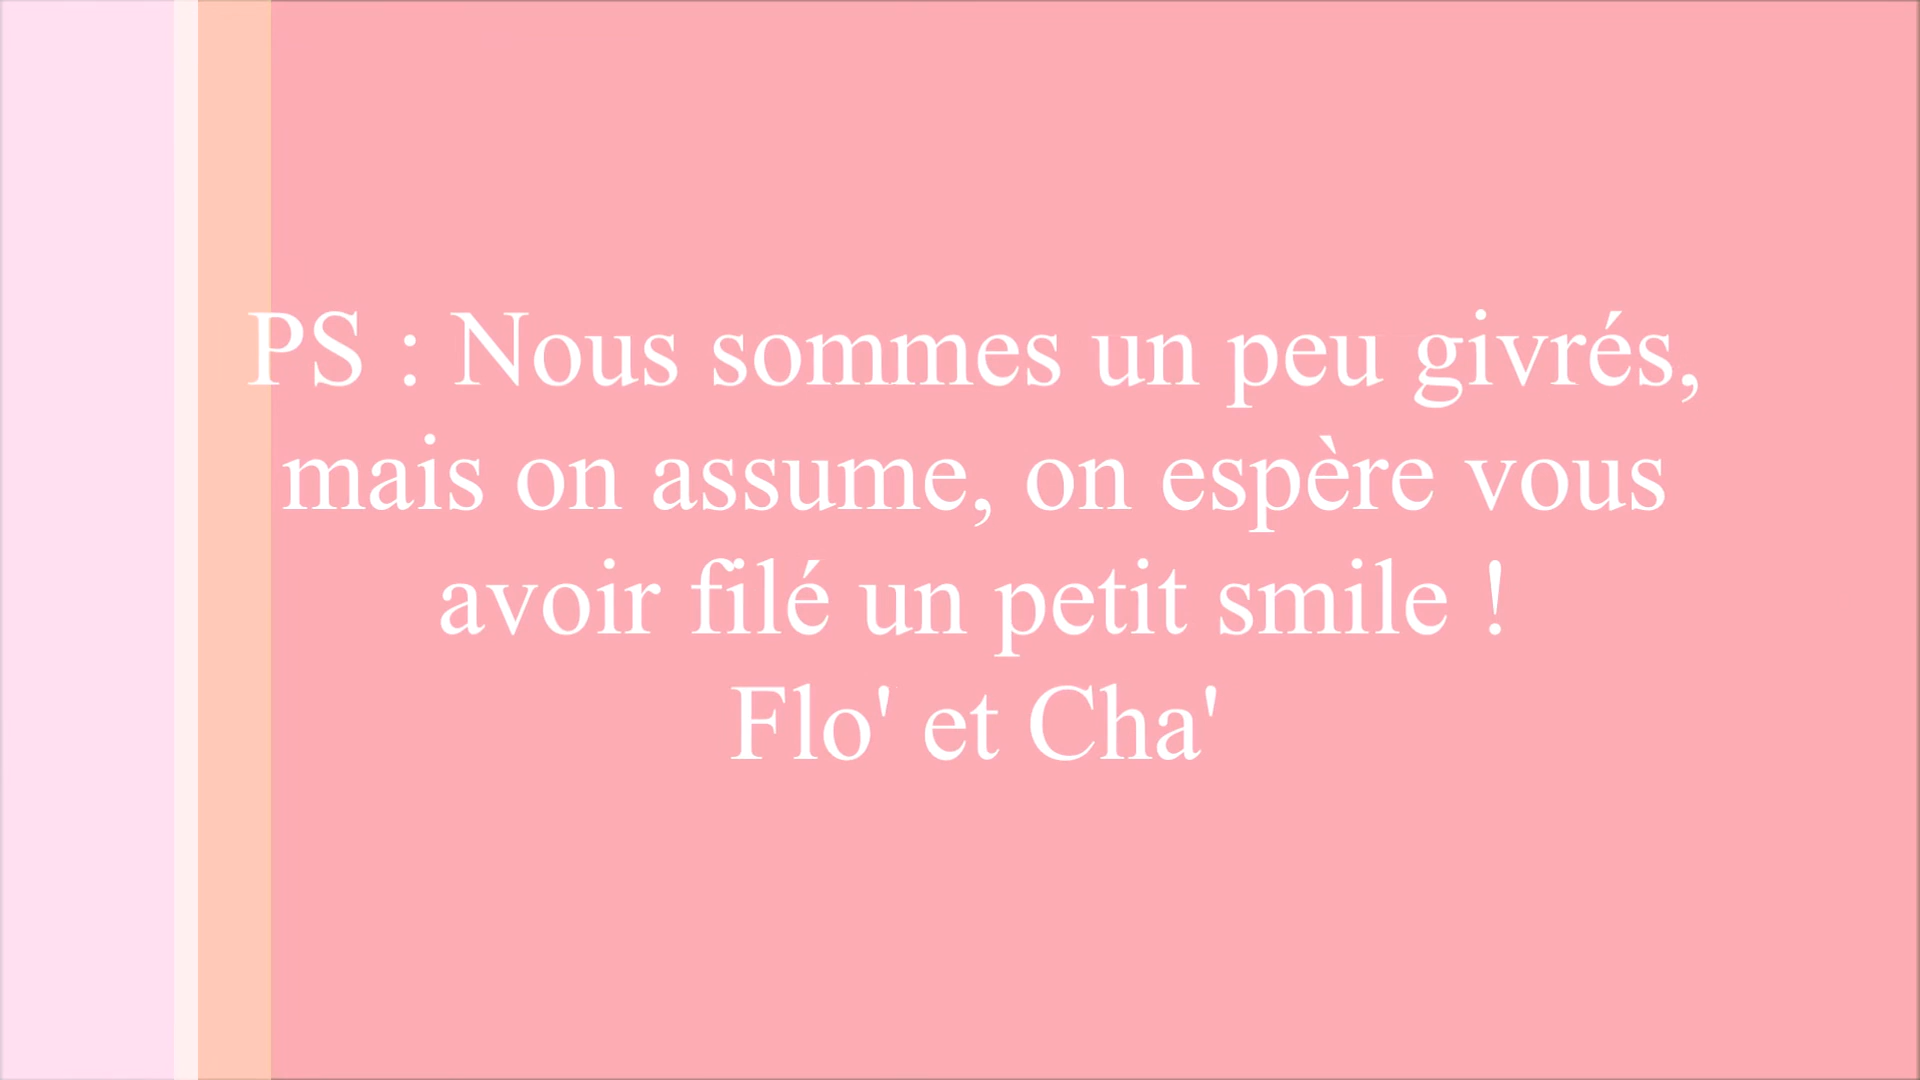 PS : Nous sommes un peu givrés,
mais on assume, on espère vous
avoir filé un petit smile !
Flo' et Cha'